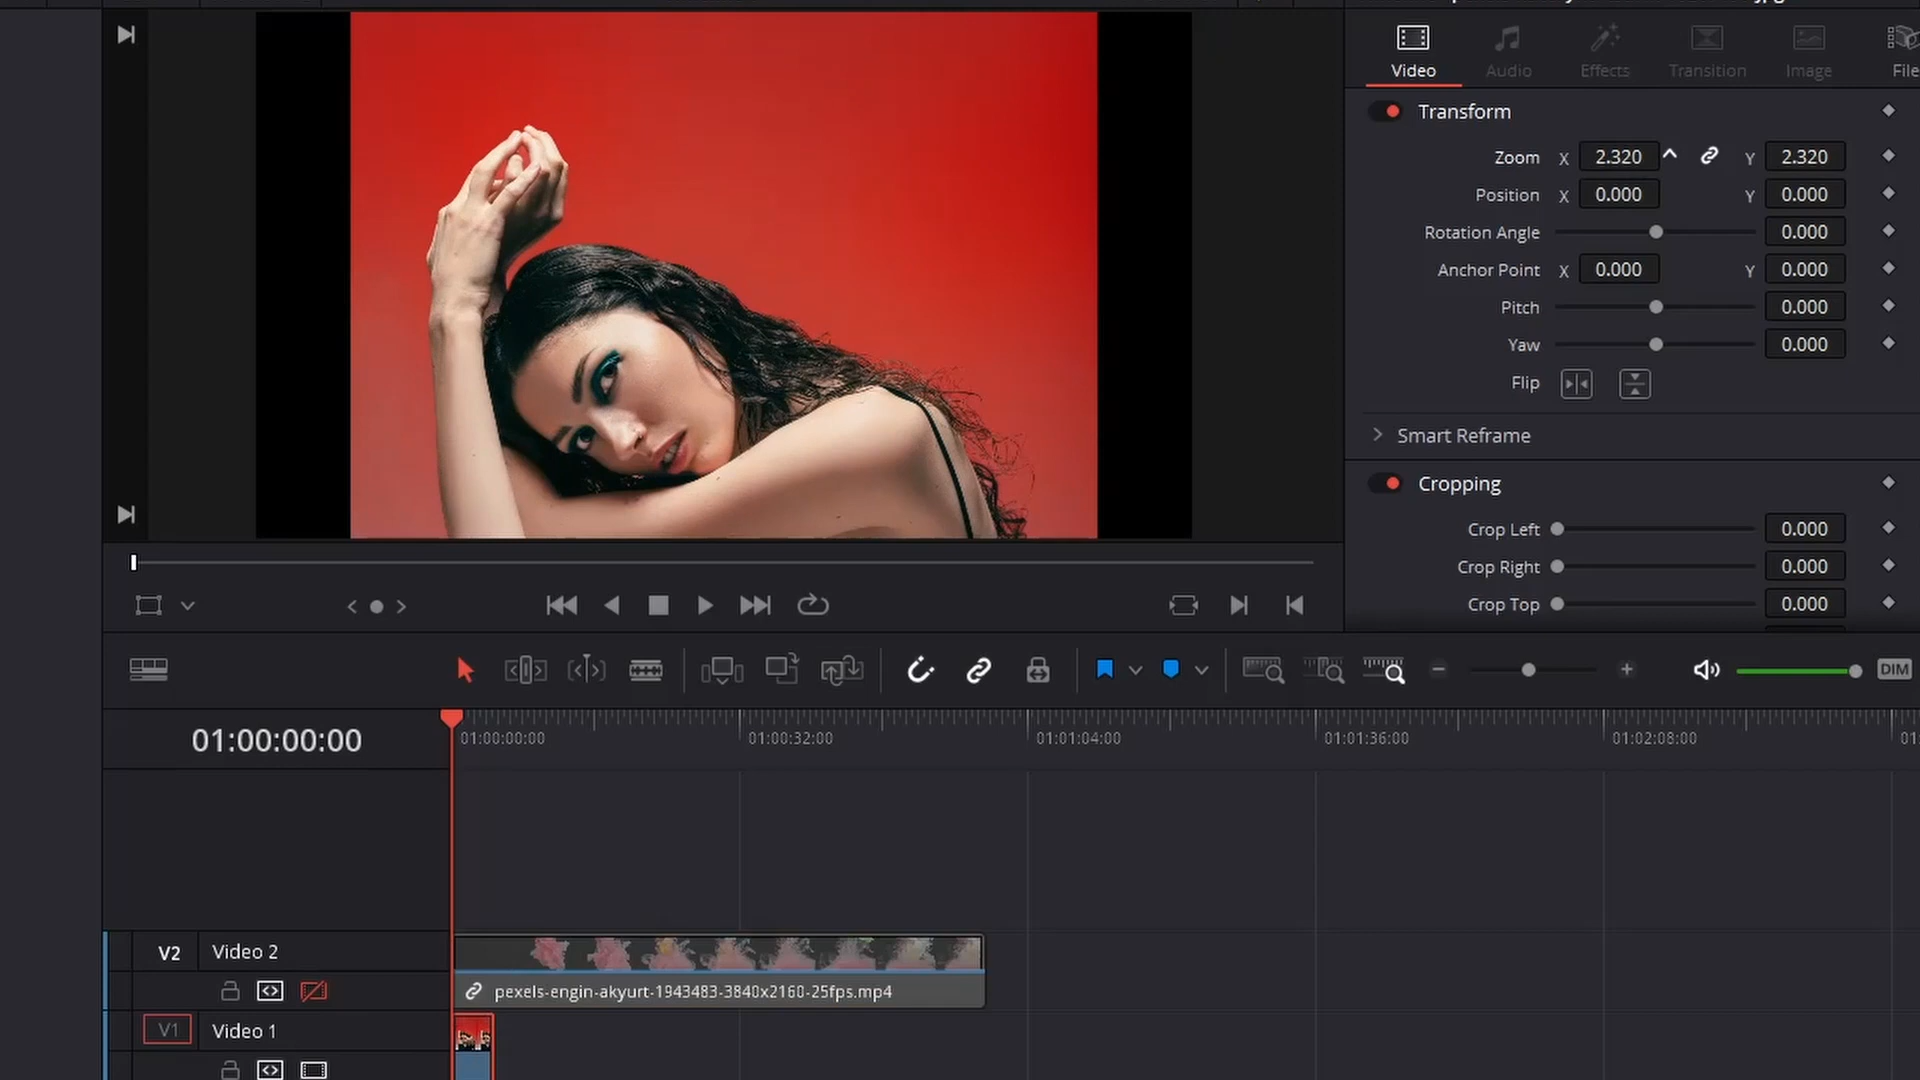 Video
Audio
Effects
Transition
Image
File
Transform
Zoom X 2.320 Y 2.320
Position X 0.000 Y 0.000
Rotation Angle 0.000
Anchor Point X 0.000 Y 0.000
Pitch 0.000
Yaw 0.000
Flip
Smart Reframe
Cropping
Crop Left 0.000
Crop Right 0.000
Crop Top 0.000
DIM
01:00:00:00
01:00:00:00
01:00:32:00
01:01:04:00
01:01:36:00
01:02:08:00
01:
V2 Video 2
pexels-engin-akyurt-1943483-3840x2160-25fps.mp4
V1 Video 1